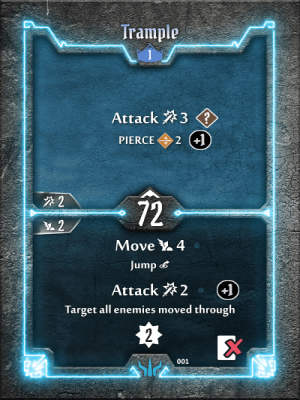 Trample
1
Attack 3 ?
PIERCE 2 +1
2
72
2
Move 4
Jump
Attack 2 +1
Target all enemies moved through
2
001